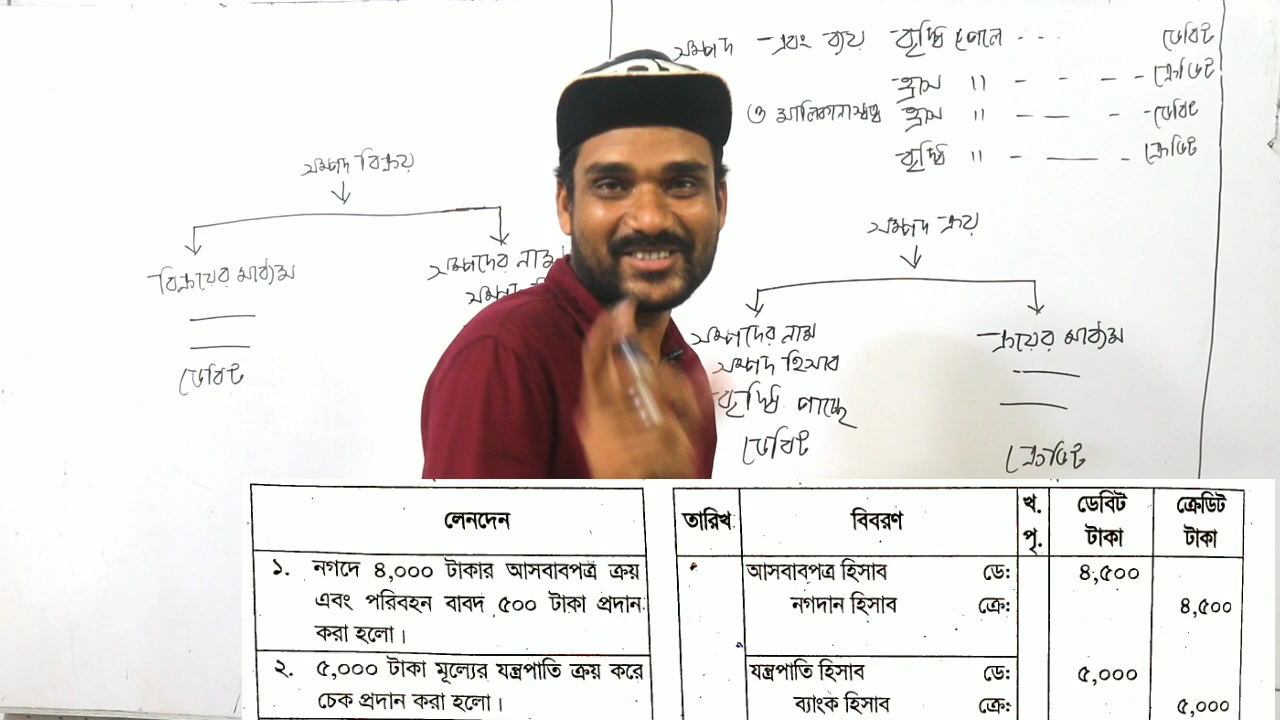 সম্পদ এবং ব্যয় বৃদ্ধি পেলে - - - ডেবিট
হ্রাস " - - - - ক্রেডিট
ও মালিকানাস্বত্ব হ্রাস " - — - - ডেবিট
বৃদ্ধি " - — - ক্রেডিট
সম্পদ বিক্রয়
বিক্রয়ের মাধ্যম
ডেবিট
সম্পদের নাম
সম্পদ ক্রয়
সম্পদের নাম
সম্পদ হিসাব
বৃদ্ধি পাচ্ছে
ডেবিট
ক্রয়ের মাধ্যম
ক্রেডিট
লেনদেন
১. নগদে ৪,০০০ টাকার আসবাবপত্র ক্রয়
এবং পরিবহন বাবদ ৫০০ টাকা প্রদান
করা হলো।
২. ৫,০০০ টাকা মূল্যের যন্ত্রপাতি ক্রয় করে
চেক প্রদান করা হলো।
তারিখ বিবরণ খ. পৃ. ডেবিট টাকা ক্রেডিট টাকা
আসবাবপত্র হিসাব ডে: ৪,৫০০
নগদান হিসাব ক্রে: ৪,৫০০
যন্ত্রপাতি হিসাব ডে: ৫,০০০
ব্যাংক হিসাব ক্রে: ৫,০০০